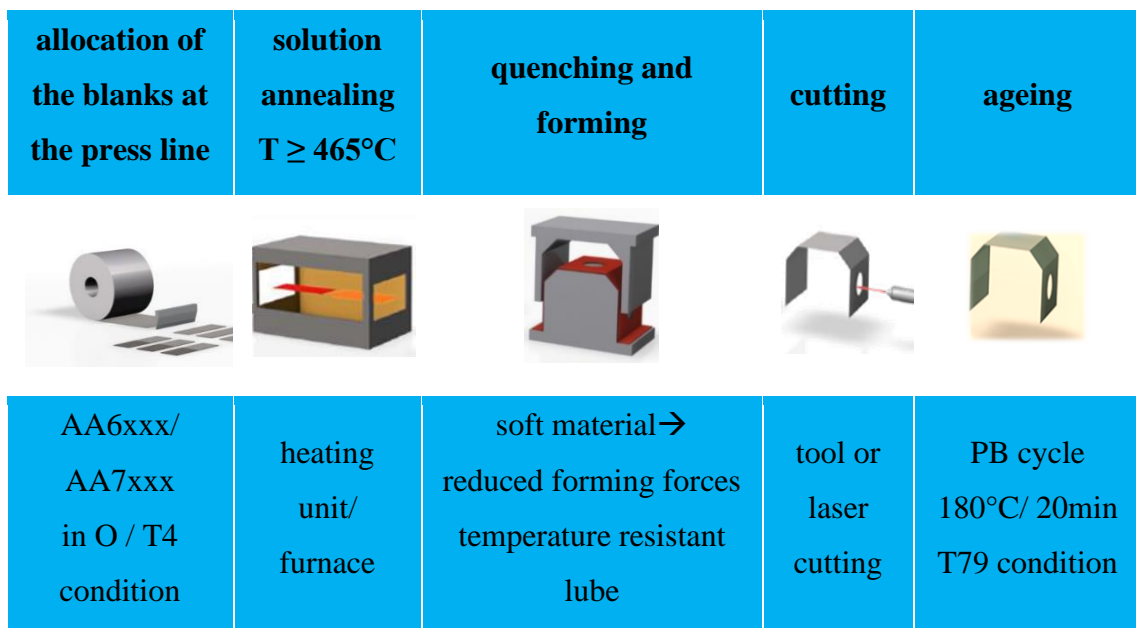 allocation of
the blanks at
the press line
solution
annealing
T ≥ 465°C
quenching and
forming
cutting
ageing
AA6xxx/
AA7xxx
in O / T4
condition
heating
unit/
furnace
soft material→
reduced forming forces
temperature resistant
lube
tool or
laser
cutting
PB cycle
180°C/ 20min
T79 condition